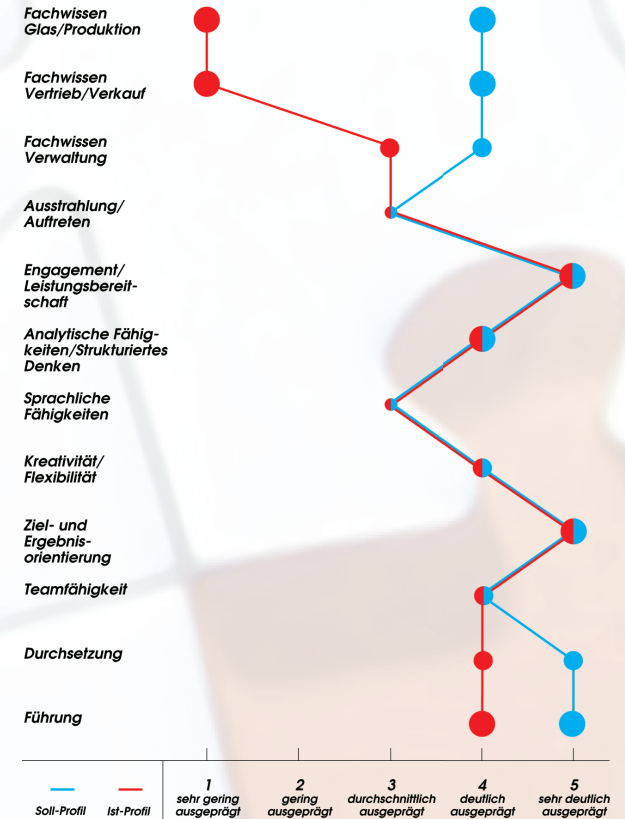 Fachwissen
Glas/Produktion
Fachwissen
Vertrieb/Verkauf
Fachwissen
Verwaltung
Ausstrahlung/
Auftreten
Engagement/
Leistungsbereit-
schaft
Analytische Fähig-
keiten/Strukturiertes
Denken
Sprachliche
Fähigkeiten
Kreativität/
Flexibilität
Ziel- und
Ergebnis-
orientierung
Teamfähigkeit
Durchsetzung
Führung
Soll-Profil
Ist-Profil
1
sehr gering
ausgeprägt
2
gering
ausgeprägt
3
durchschnittlich
ausgeprägt
4
deutlich
ausgeprägt
5
sehr deutlich
ausgeprägt